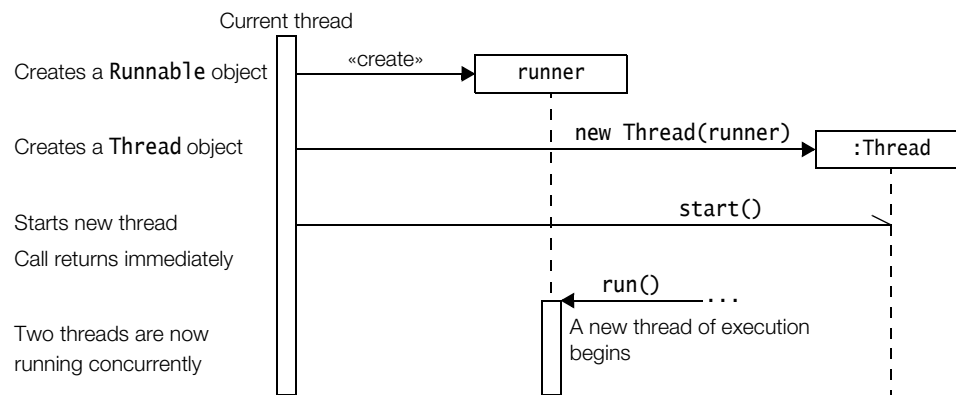 Current thread
Creates a Runnable object
«create»
runner
Creates a Thread object
new Thread(runner)
:Thread
Starts new thread
start()
Call returns immediately
run()
...
Two threads are now
running concurrently
A new thread of execution
begins